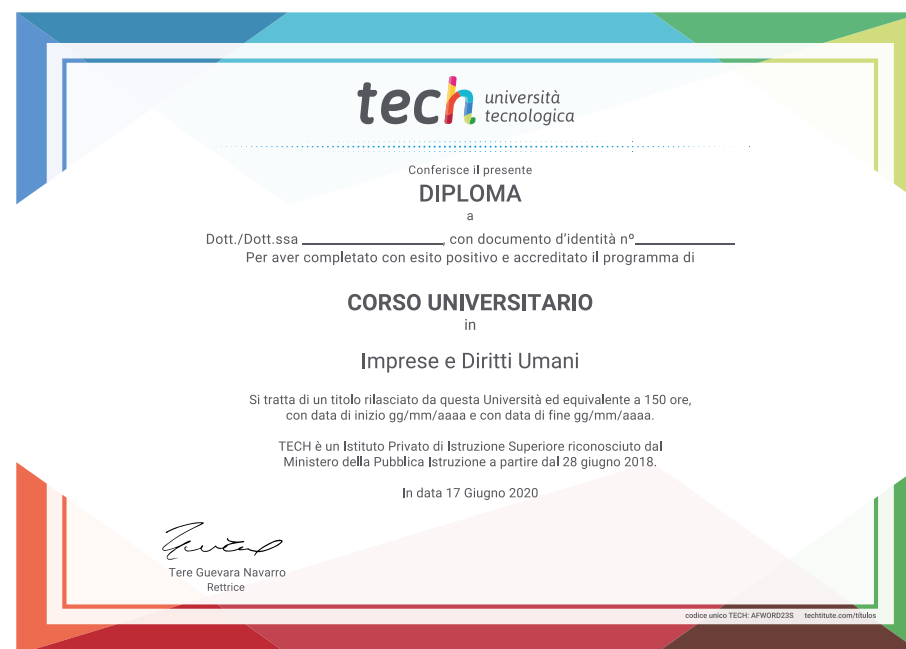 tech università
tecnologica
Conferisce il presente
DIPLOMA
a
Dott./Dott.ssa ____________________, con documento d'identità nº______________
Per aver completato con esito positivo e accreditato il programma di
CORSO UNIVERSITARIO
in
Imprese e Diritti Umani
Si tratta di un titolo rilasciato da questa Università ed equivalente a 150 ore,
con data di inizio gg/mm/aaaa e con data di fine gg/mm/aaaa.
TECH è un Istituto Privato di Istruzione Superiore riconosciuto dal
Ministero della Pubblica Istruzione a partire dal 28 giugno 2018.
In data 17 Giugno 2020
Tere Guevara Navarro
Rettrice
codice unico TECH: AFWORD23S techtitute.com/títulos